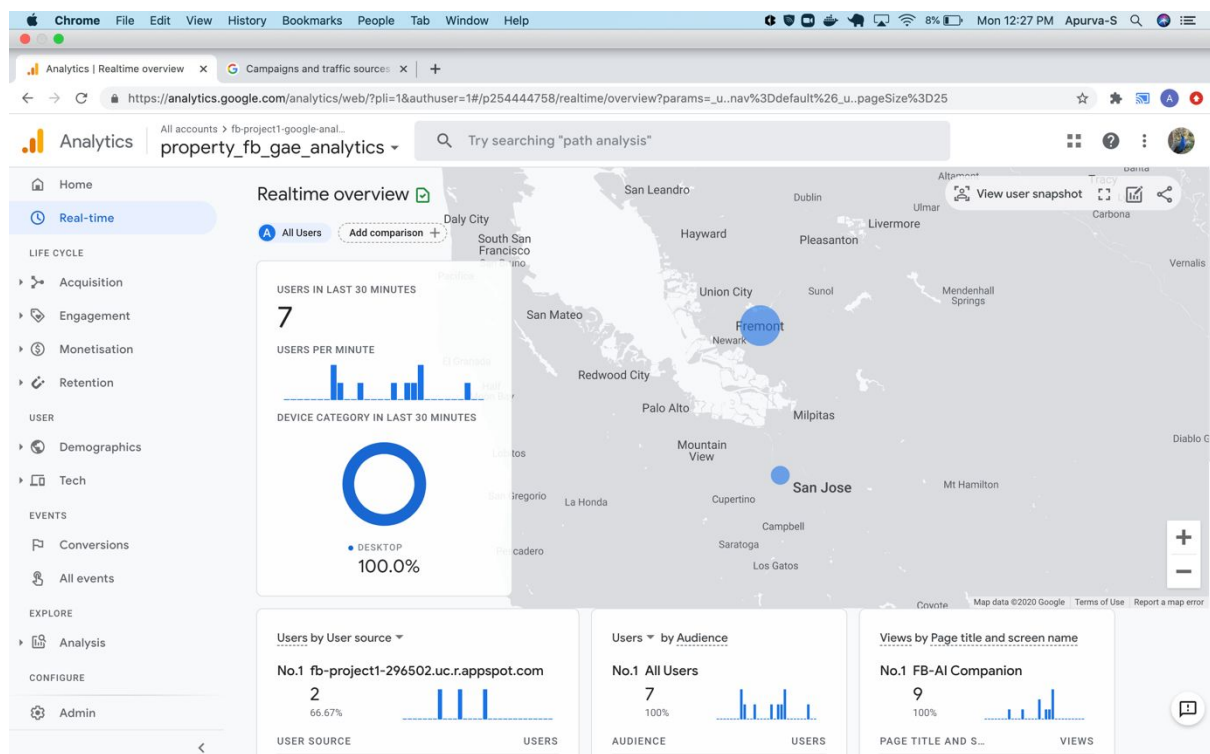 Chrome File Edit View History Bookmarks People Tab Window Help
8% Mon 12:27 PM Apurva-S
Analytics | Realtime overview
Campaigns and traffic sources
https://analytics.google.com/analytics/web/?pli=1&authuser=1#/p254444758/realtime/overview?params=_u..nav%3Ddefault%26_u..pageSize%3D25
A
Analytics
All accounts > fb-project1-google-anal...
property_fb_gae_analytics
Try searching "path analysis"
Home
Real-time
LIFE CYCLE
Acquisition
Engagement
Monetisation
Retention
USER
Demographics
Tech
EVENTS
Conversions
All events
EXPLORE
Analysis
CONFIGURE
Admin
Realtime overview
A All Users
Add comparison +
View user snapshot
USERS IN LAST 30 MINUTES
7
USERS PER MINUTE
DEVICE CATEGORY IN LAST 30 MINUTES
DESKTOP
100.0%
San Leandro
Dublin
Altamont
Tracy
Banta
Ulmar
Carbona
Daly City
Livermore
Hayward
Pleasanton
South San
Francisco
Vernalis
Union City
Sunol
Mendenhall
Springs
San Mateo
Fremont
Newark
Redwood City
Palo Alto
Milpitas
Mountain
View
Diablo G
San Jose
Mt Hamilton
La Honda
Cupertino
Campbell
Saratoga
Los Gatos
Coyote
Map data ©2020 Google
Terms of Use
Report a map error
Users by User source
No.1 fb-project1-296502.uc.r.appspot.com
2
66.67%
USER SOURCE
USERS
Users by Audience
No.1 All Users
7
100%
AUDIENCE
USERS
Views by Page title and screen name
No.1 FB-AI Companion
9
100%
PAGE TITLE AND S...
VIEWS